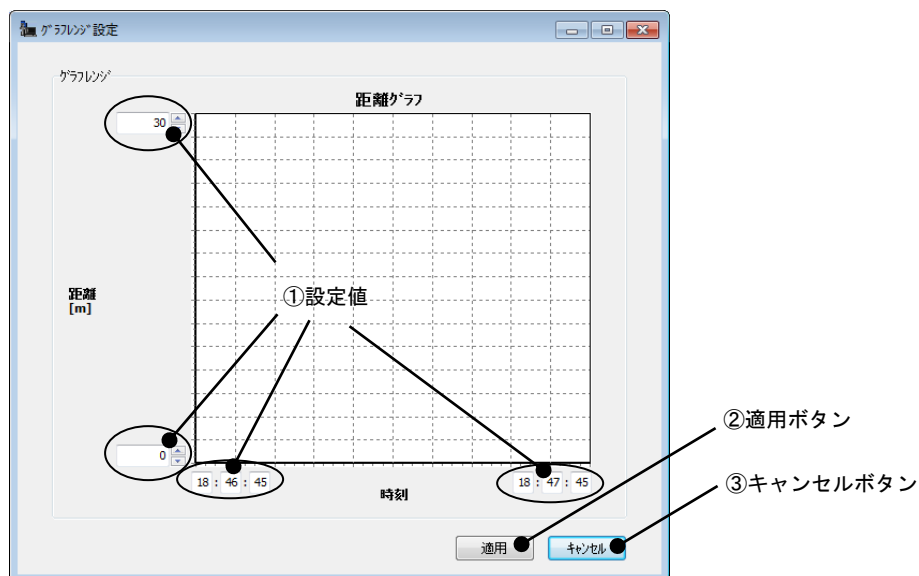 ｸﾞﾗﾌﾚﾝｼﾞ設定
ｸﾞﾗﾌﾚﾝｼﾞ
距離ｸﾞﾗﾌ
30
距離
[m]
①設定値
0
18 : 46 : 45
18 : 47 : 45
時刻
適用
ｷｬﾝｾﾙ
②適用ボタン
③キャンセルボタン